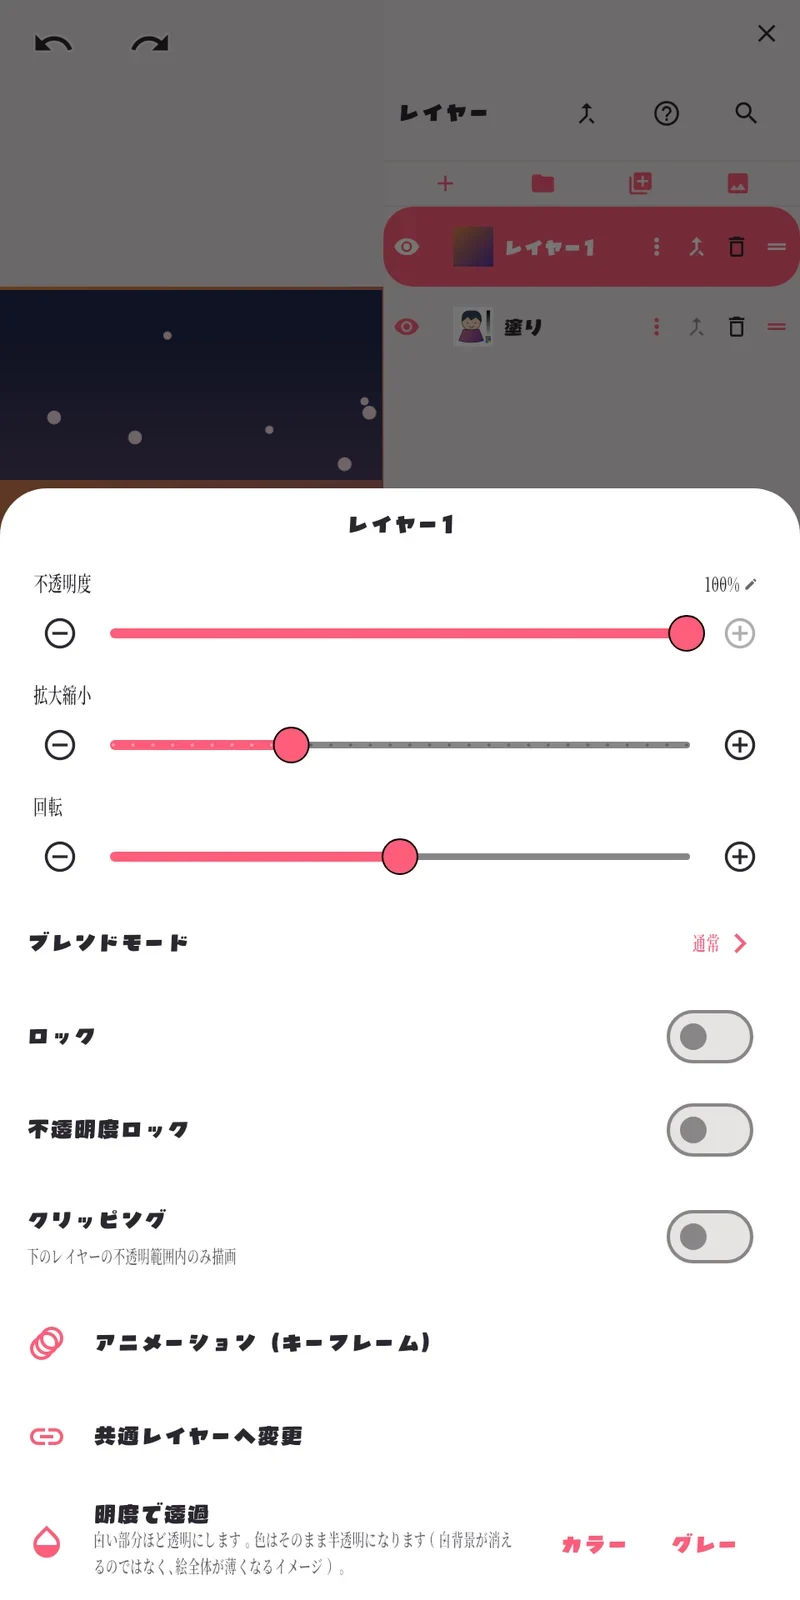 レイヤー
レイヤー1
塗り
レイヤー1
不透明度
100%
拡大縮小
回転
ブレンドモード
通常
ロック
不透明度ロック
クリッピング
下のレイヤーの不透明範囲内のみ描画
アニメーション（キーフレーム）
共通レイヤーへ変更
明度で透過
白い部分ほど透明にします。色はそのまま半透明になります（白背景が消え
るのではなく、絵全体が薄くなるイメージ）。
カラー
グレー